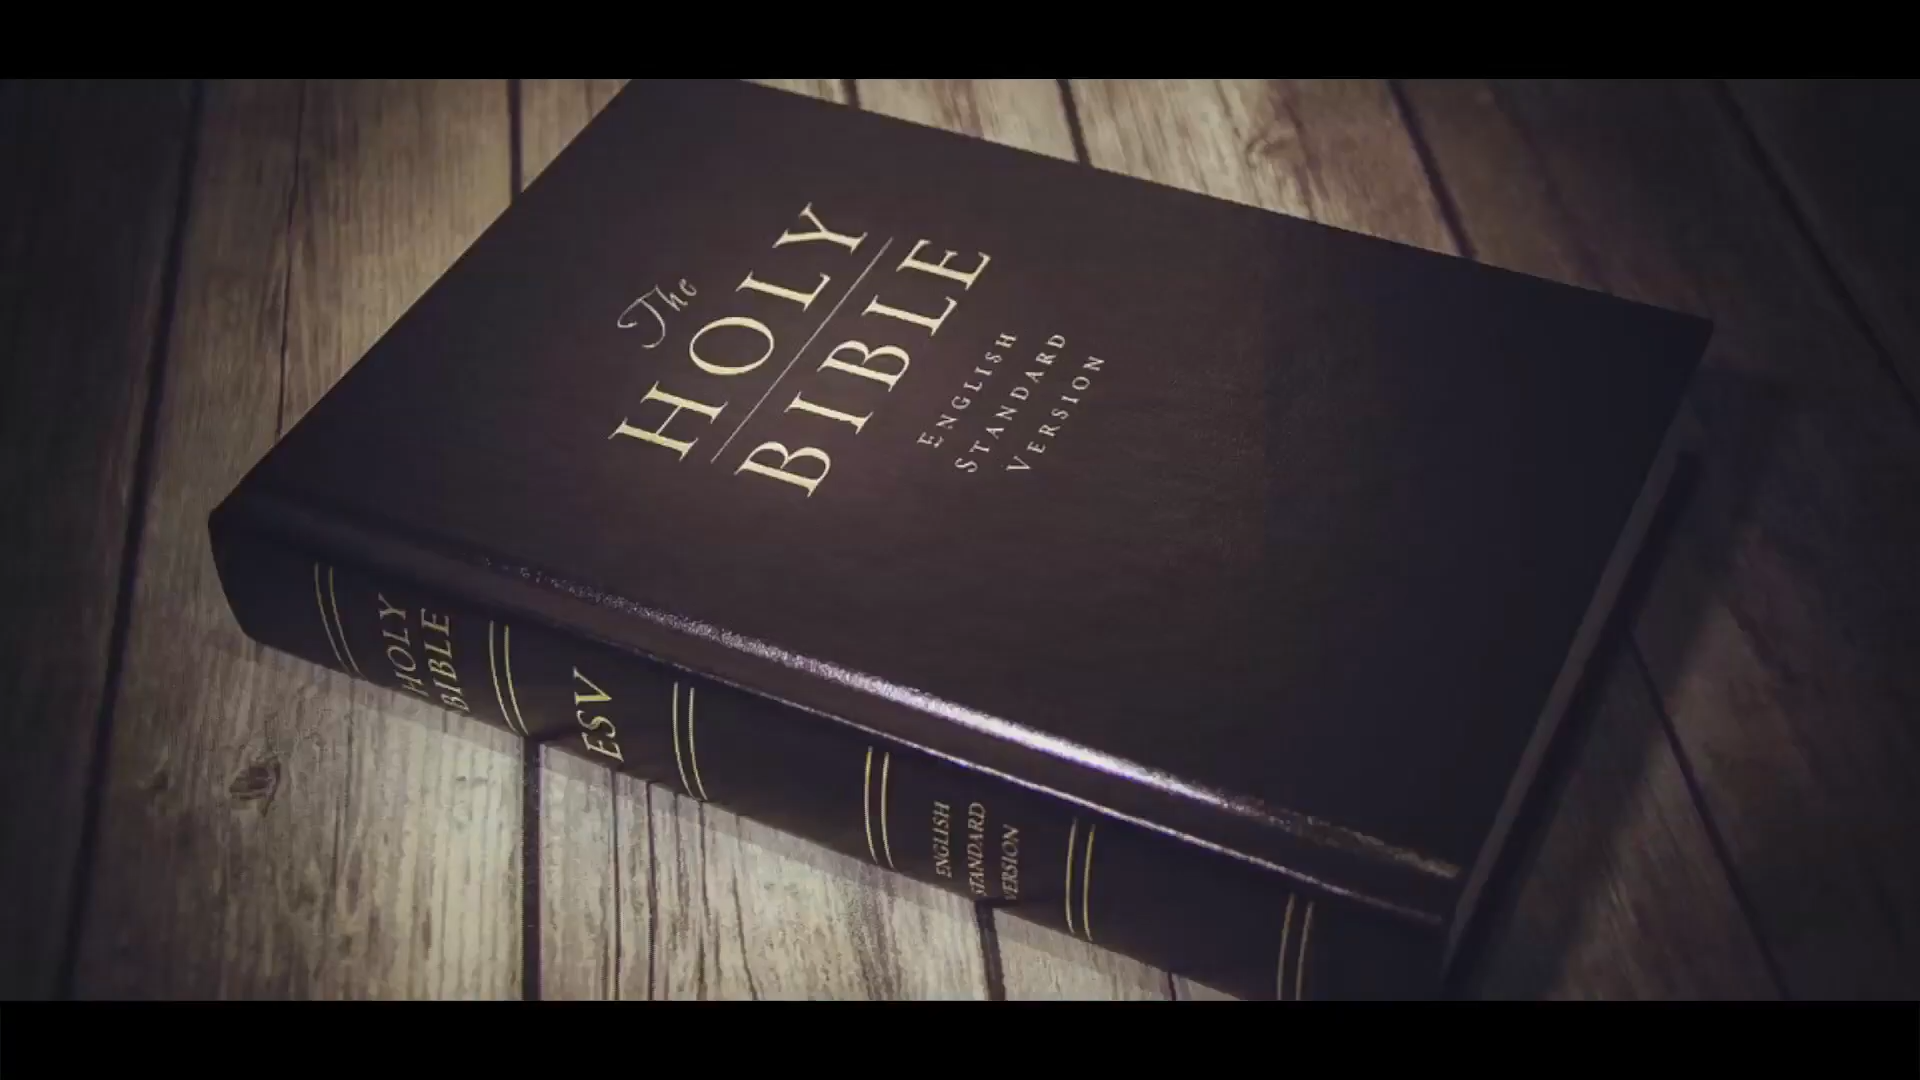 The
HOLY
BIBLE
ENGLISH
STANDARD
VERSION
HOLY
BIBLE
ESV
ENGLISH
STANDARD
VERSION